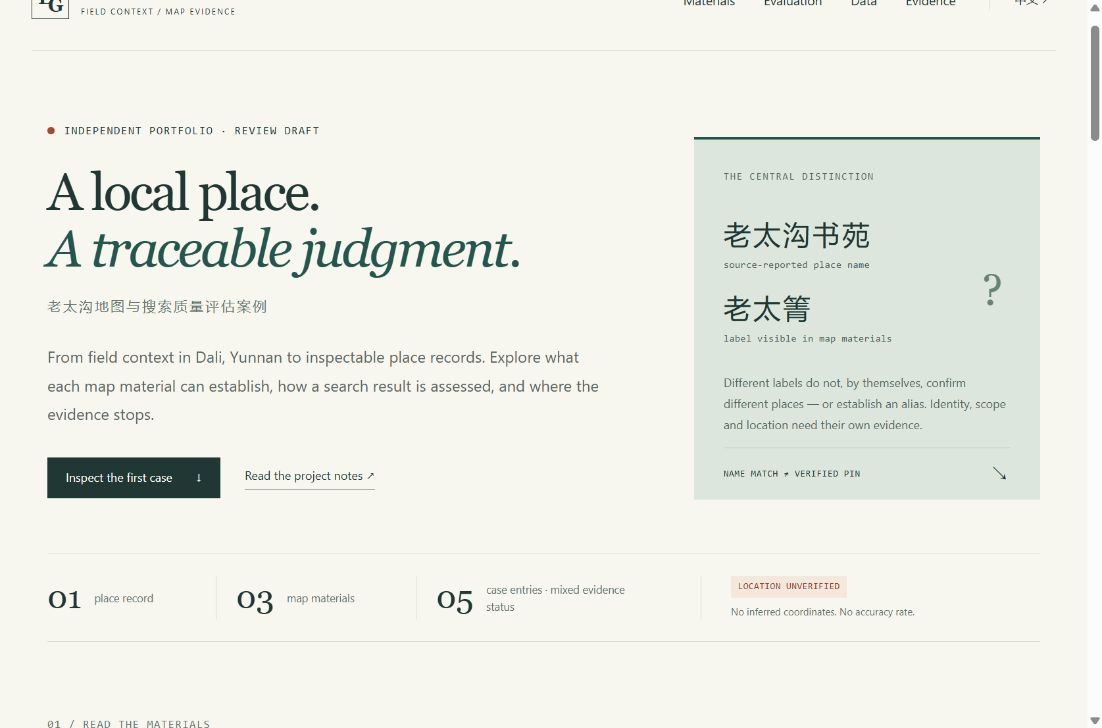 FIELD CONTEXT / MAP EVIDENCE
Materials Evaluation Data Evidence
INDEPENDENT PORTFOLIO · REVIEW DRAFT
A local place.
A traceable judgment.
老太沟地图与搜索质量评估案例
From field context in Dali, Yunnan to inspectable place records. Explore what
each map material can establish, how a search result is assessed, and where the
evidence stops.
Inspect the first case ↓
Read the project notes ↗
THE CENTRAL DISTINCTION
老太沟书苑
source-reported place name
?
老太箐
label visible in map materials
Different labels do not, by themselves, confirm
different places — or establish an alias. Identity, scope
and location need their own evidence.
NAME MATCH ≠ VERIFIED PIN ↘
01 place record
03 map materials
05 case entries · mixed evidence
status
LOCATION UNVERIFIED
No inferred coordinates. No accuracy rate.
01 / READ THE MATERIALS